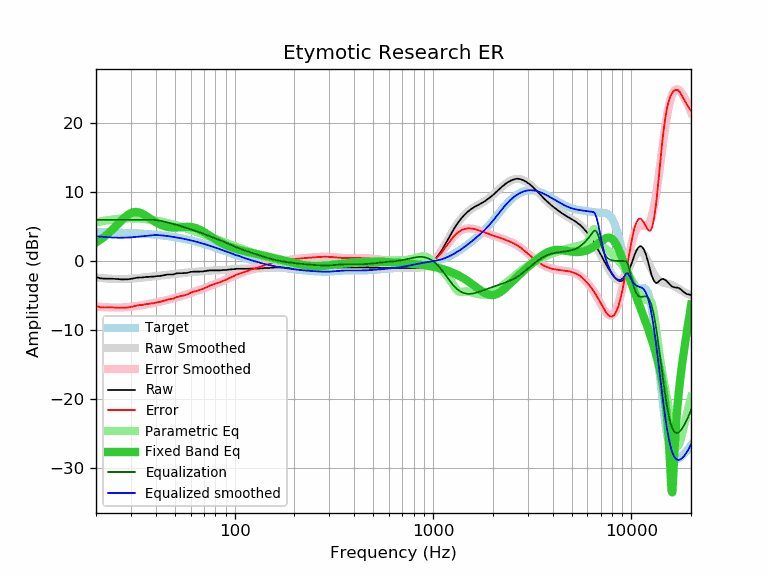 Etymotic Research ER
Amplitude (dBr)
20
10
0
−10
−20
−30
Target
Raw Smoothed
Error Smoothed
Raw
Error
Parametric Eq
Fixed Band Eq
Equalization
Equalized smoothed
100
1000
10000
Frequency (Hz)